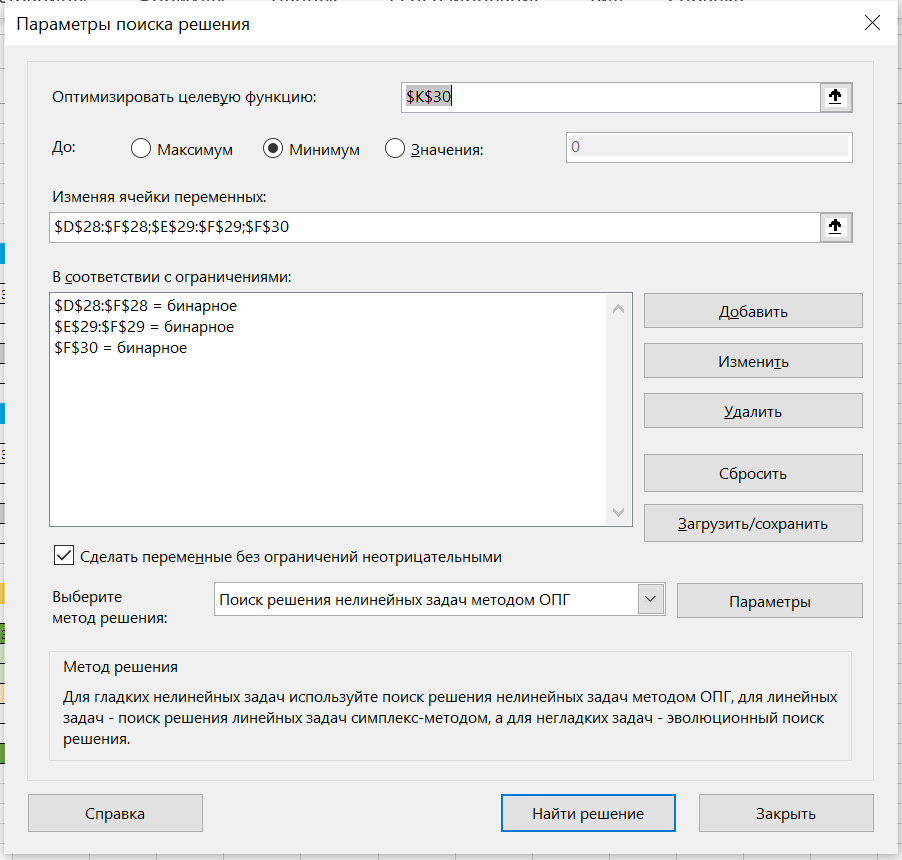 Параметры поиска решения
Оптимизировать целевую функцию:
$K$30
До:
Максимум
Минимум
Значения:
0
Изменяя ячейки переменных:
$D$28:$F$28;$E$29:$F$29;$F$30
В соответствии с ограничениями:
$D$28:$F$28 = бинарное
$E$29:$F$29 = бинарное
$F$30 = бинарное
Добавить
Изменить
Удалить
Сбросить
Загрузить/сохранить
Сделать переменные без ограничений неотрицательными
Выберите
метод решения:
Поиск решения нелинейных задач методом ОПГ
Параметры
Метод решения
Для гладких нелинейных задач используйте поиск решения нелинейных задач методом ОПГ, для линейных
задач - поиск решения линейных задач симплекс-методом, а для негладких задач - эволюционный поиск
решения.
Справка
Найти решение
Закрыть